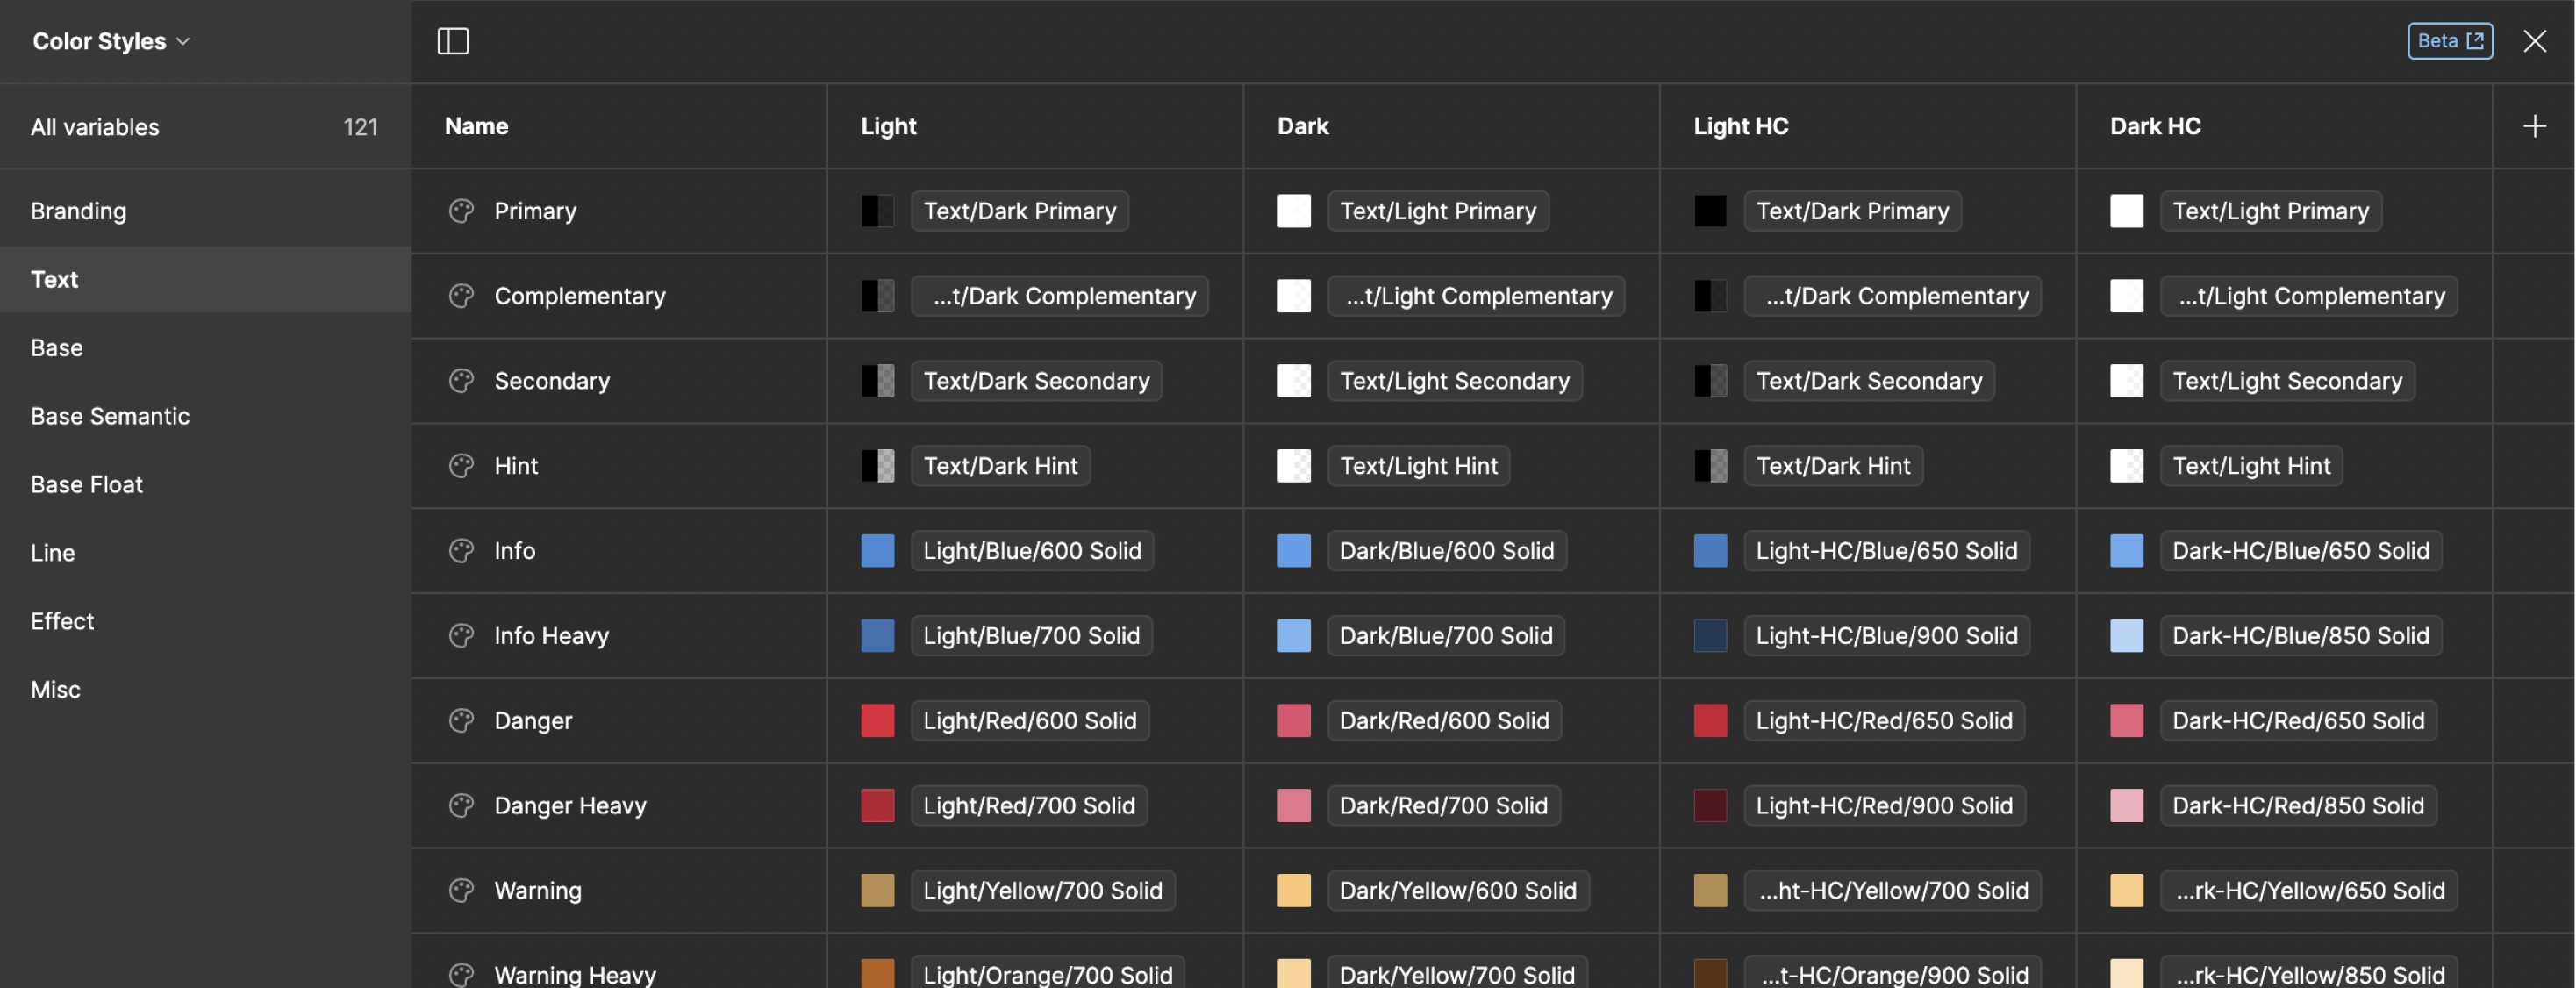 Color Styles
Beta
All variables 121
Name Light Dark Light HC Dark HC
Branding
Text
Base
Base Semantic
Base Float
Line
Effect
Misc
Primary Text/Dark Primary Text/Light Primary Text/Dark Primary Text/Light Primary
Complementary ...t/Dark Complementary ...t/Light Complementary ...t/Dark Complementary ...t/Light Complementary
Secondary Text/Dark Secondary Text/Light Secondary Text/Dark Secondary Text/Light Secondary
Hint Text/Dark Hint Text/Light Hint Text/Dark Hint Text/Light Hint
Info Light/Blue/600 Solid Dark/Blue/600 Solid Light-HC/Blue/650 Solid Dark-HC/Blue/650 Solid
Info Heavy Light/Blue/700 Solid Dark/Blue/700 Solid Light-HC/Blue/900 Solid Dark-HC/Blue/850 Solid
Danger Light/Red/600 Solid Dark/Red/600 Solid Light-HC/Red/650 Solid Dark-HC/Red/650 Solid
Danger Heavy Light/Red/700 Solid Dark/Red/700 Solid Light-HC/Red/900 Solid Dark-HC/Red/850 Solid
Warning Light/Yellow/700 Solid Dark/Yellow/600 Solid ...ht-HC/Yellow/700 Solid ...rk-HC/Yellow/650 Solid
Warning Heavy Light/Orange/700 Solid Dark/Yellow/700 Solid ...t-HC/Orange/900 Solid ...rk-HC/Yellow/850 Solid